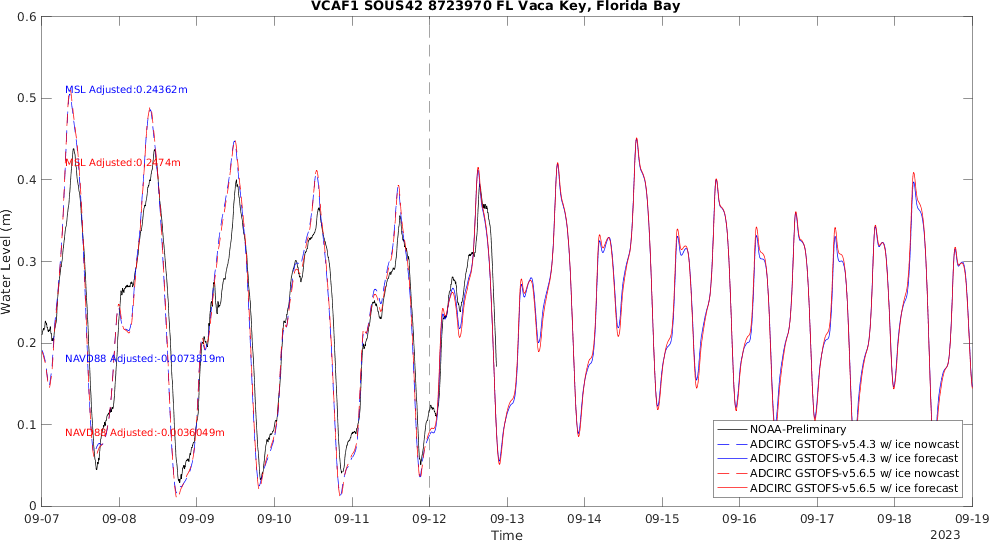 VCAF1 SOUS42 8723970 FL Vaca Key, Florida Bay
0.6
0.5
0.4
0.3
0.2
0.1
0
Water Level (m)
MSL Adjusted:0.24362m
MSL Adjusted:0.2474m
NAVD88 Adjusted:-0.0073819m
NAVD88 Adjusted:-0.0036049m
NOAA-Preliminary
ADCIRC GSTOFS-v5.4.3 w/ ice nowcast
ADCIRC GSTOFS-v5.4.3 w/ ice forecast
ADCIRC GSTOFS-v5.6.5 w/ ice nowcast
ADCIRC GSTOFS-v5.6.5 w/ ice forecast
09-07 09-08 09-09 09-10 09-11 09-12 09-13 09-14 09-15 09-16 09-17 09-18 09-19
Time
2023